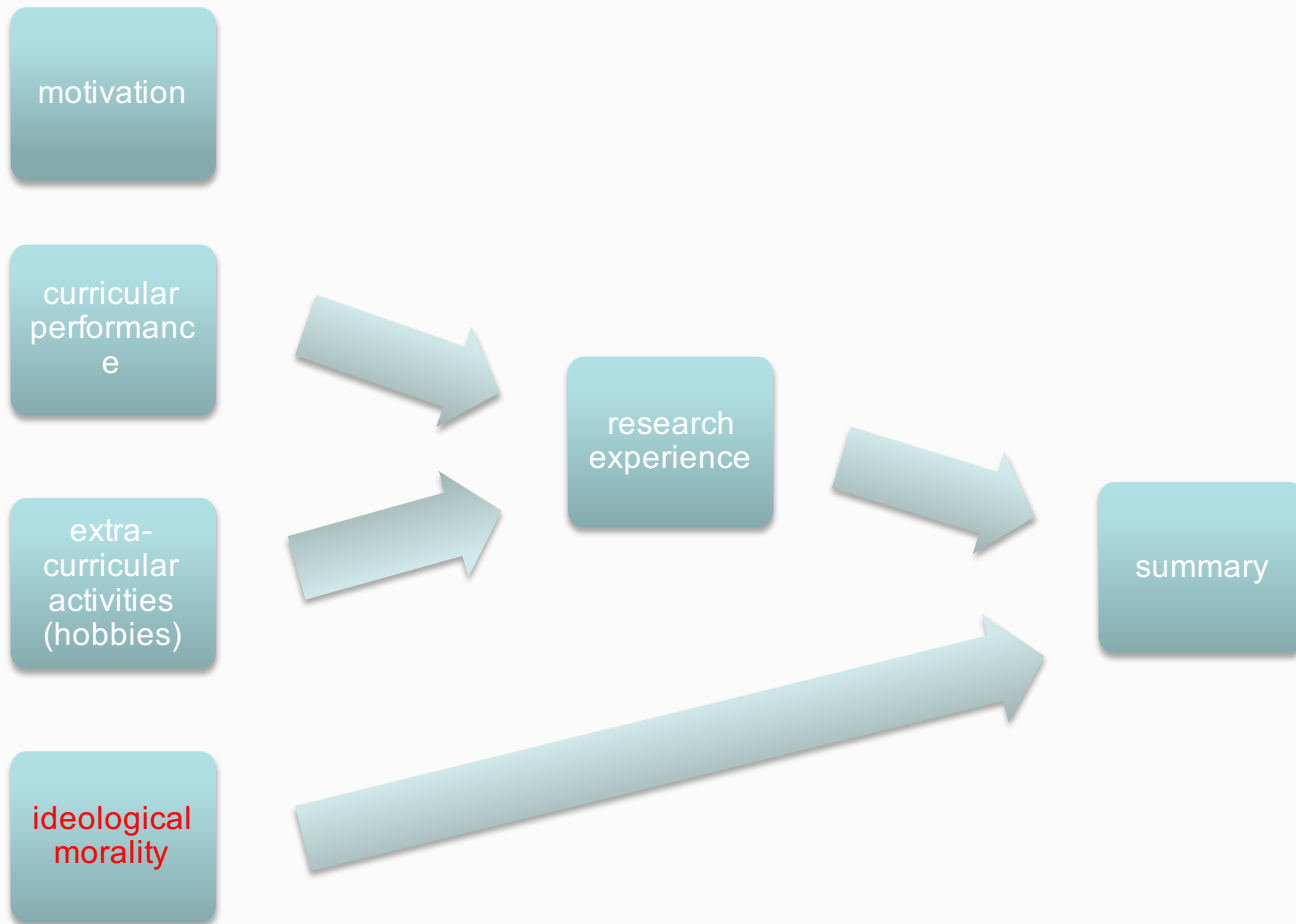 motivation
curricular
performanc
e
extra-
curricular
activities
(hobbies)
ideological
morality
research
experience
summary